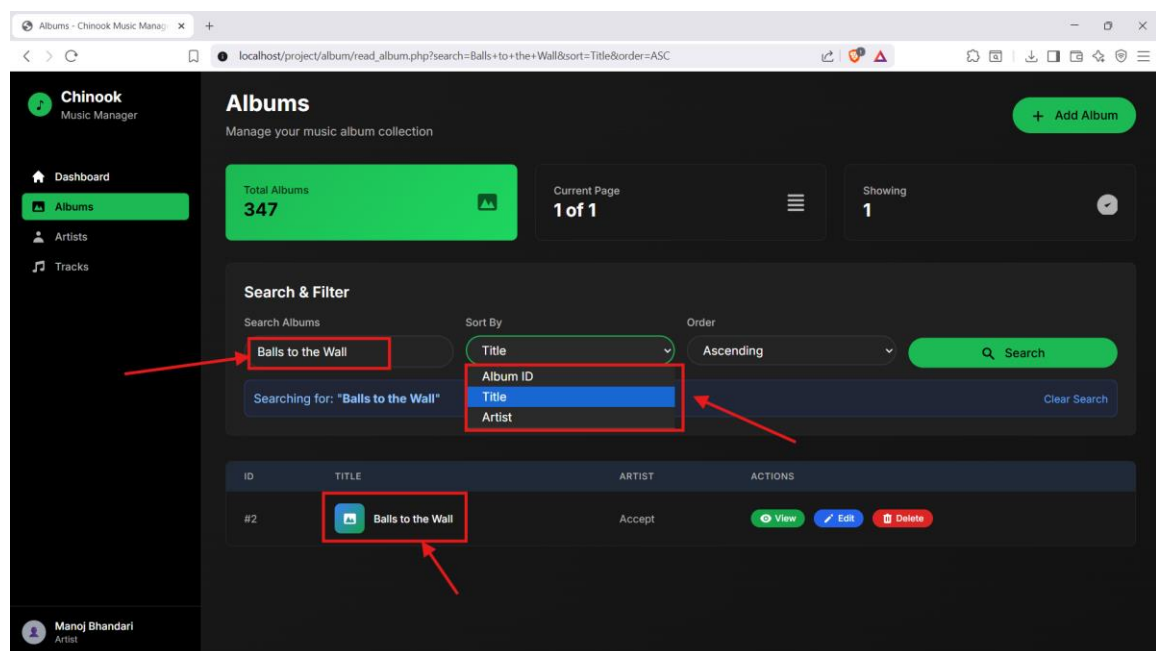 Albums - Chinook Music Manag
localhost/project/album/read_album.php?search=Balls+to+the+Wall&sort=Title&order=ASC
Chinook
Music Manager
Dashboard
Albums
Artists
Tracks
Manoj Bhandari
Artist
Albums
Manage your music album collection
+ Add Album
Total Albums
347
Current Page
1 of 1
Showing
1
Search & Filter
Search Albums
Sort By
Order
Balls to the Wall
Title
Ascending
Search
Album ID
Title
Artist
Searching for: "Balls to the Wall"
Clear Search
ID TITLE ARTIST ACTIONS
#2 Balls to the Wall Accept View Edit Delete